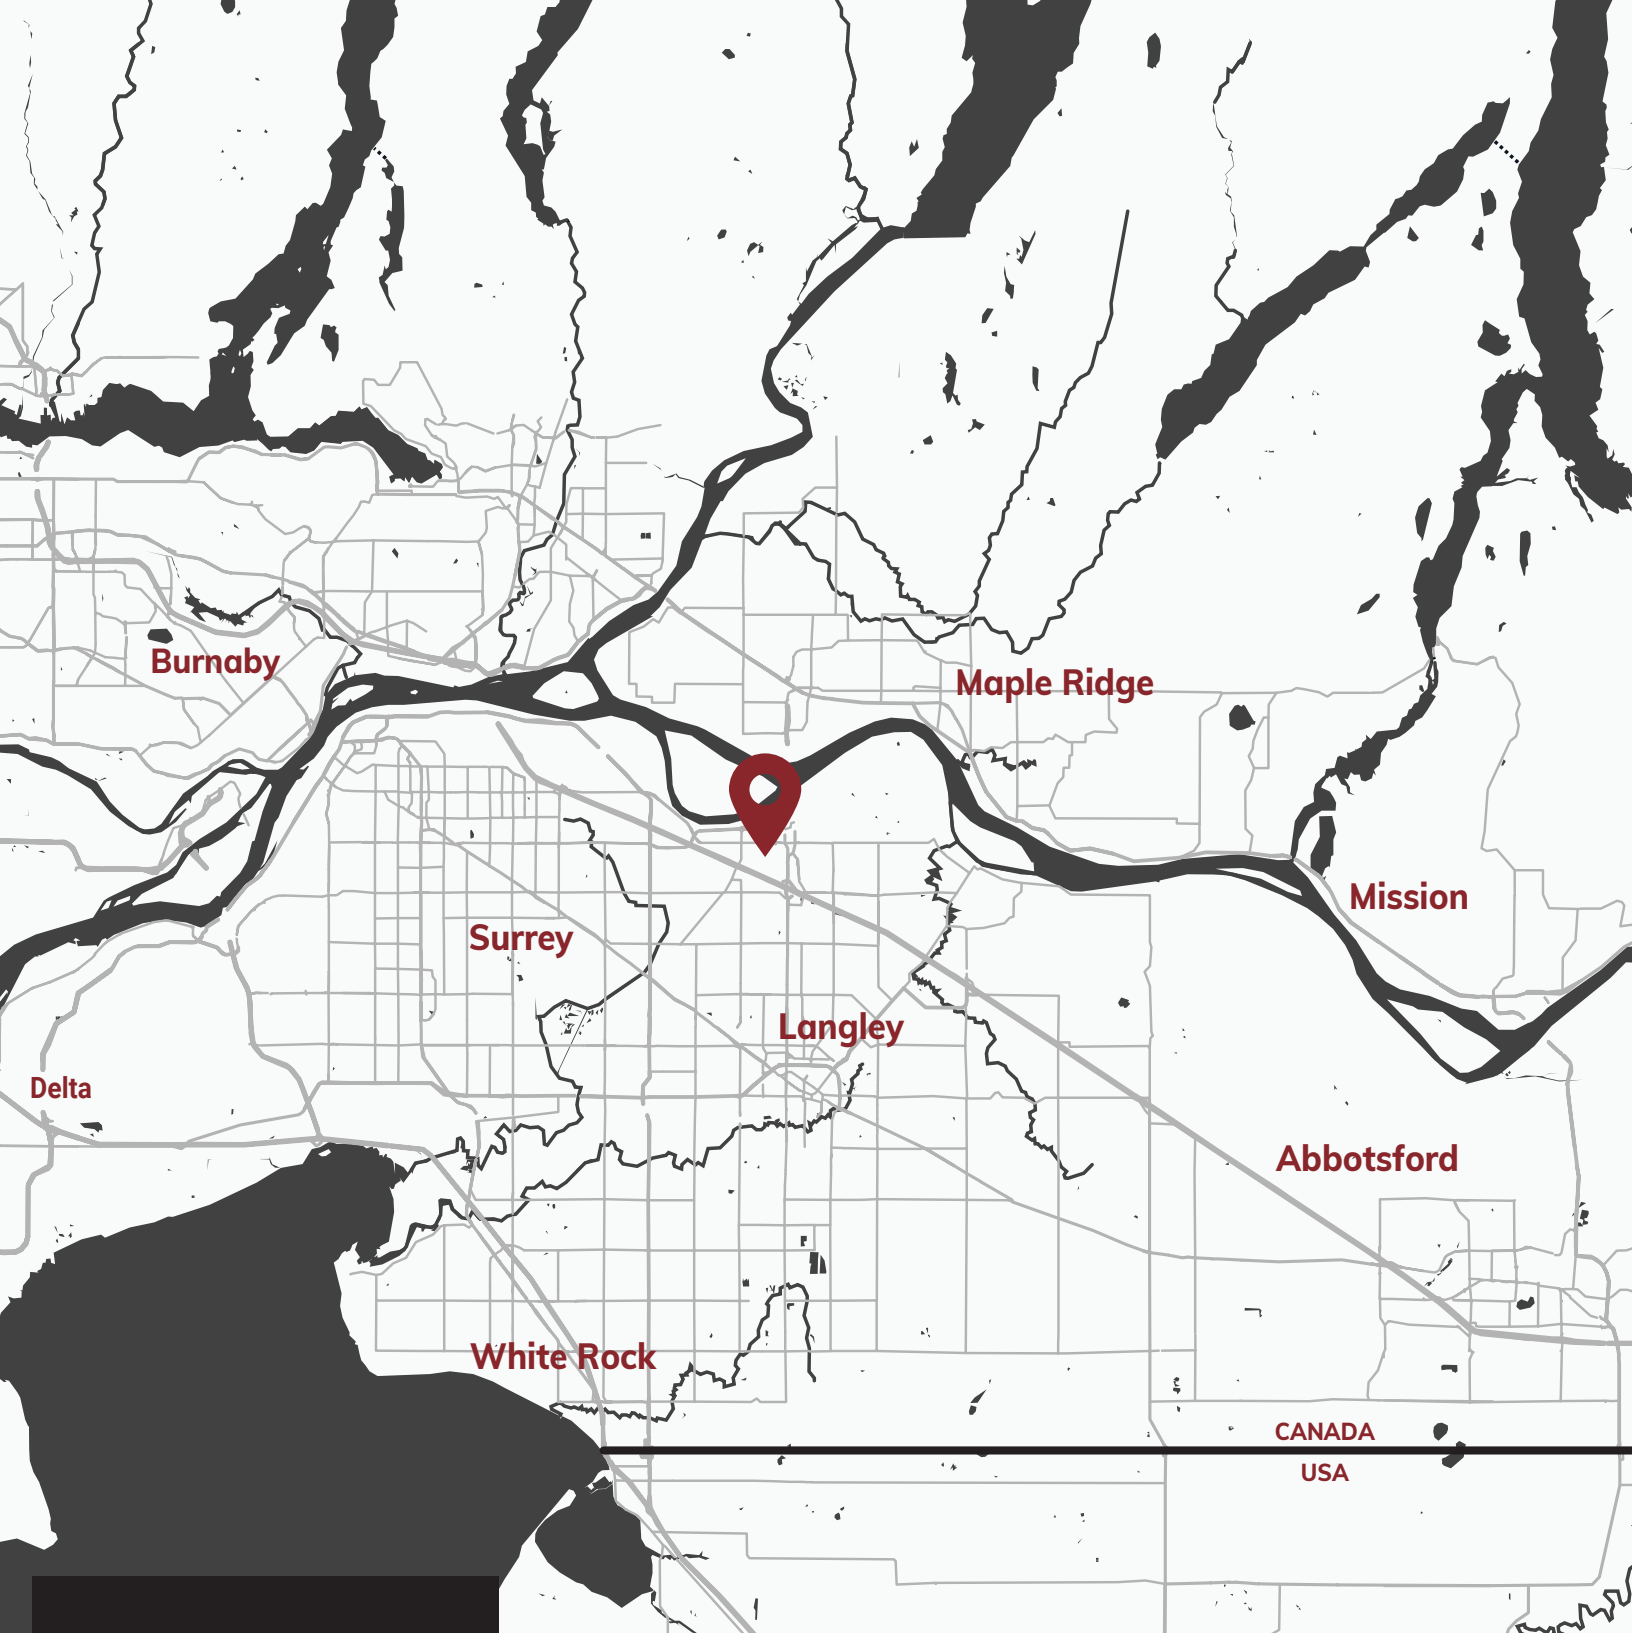 Burnaby
Maple Ridge
Mission
Surrey
Langley
Delta
Abbotsford
White Rock
CANADA
USA